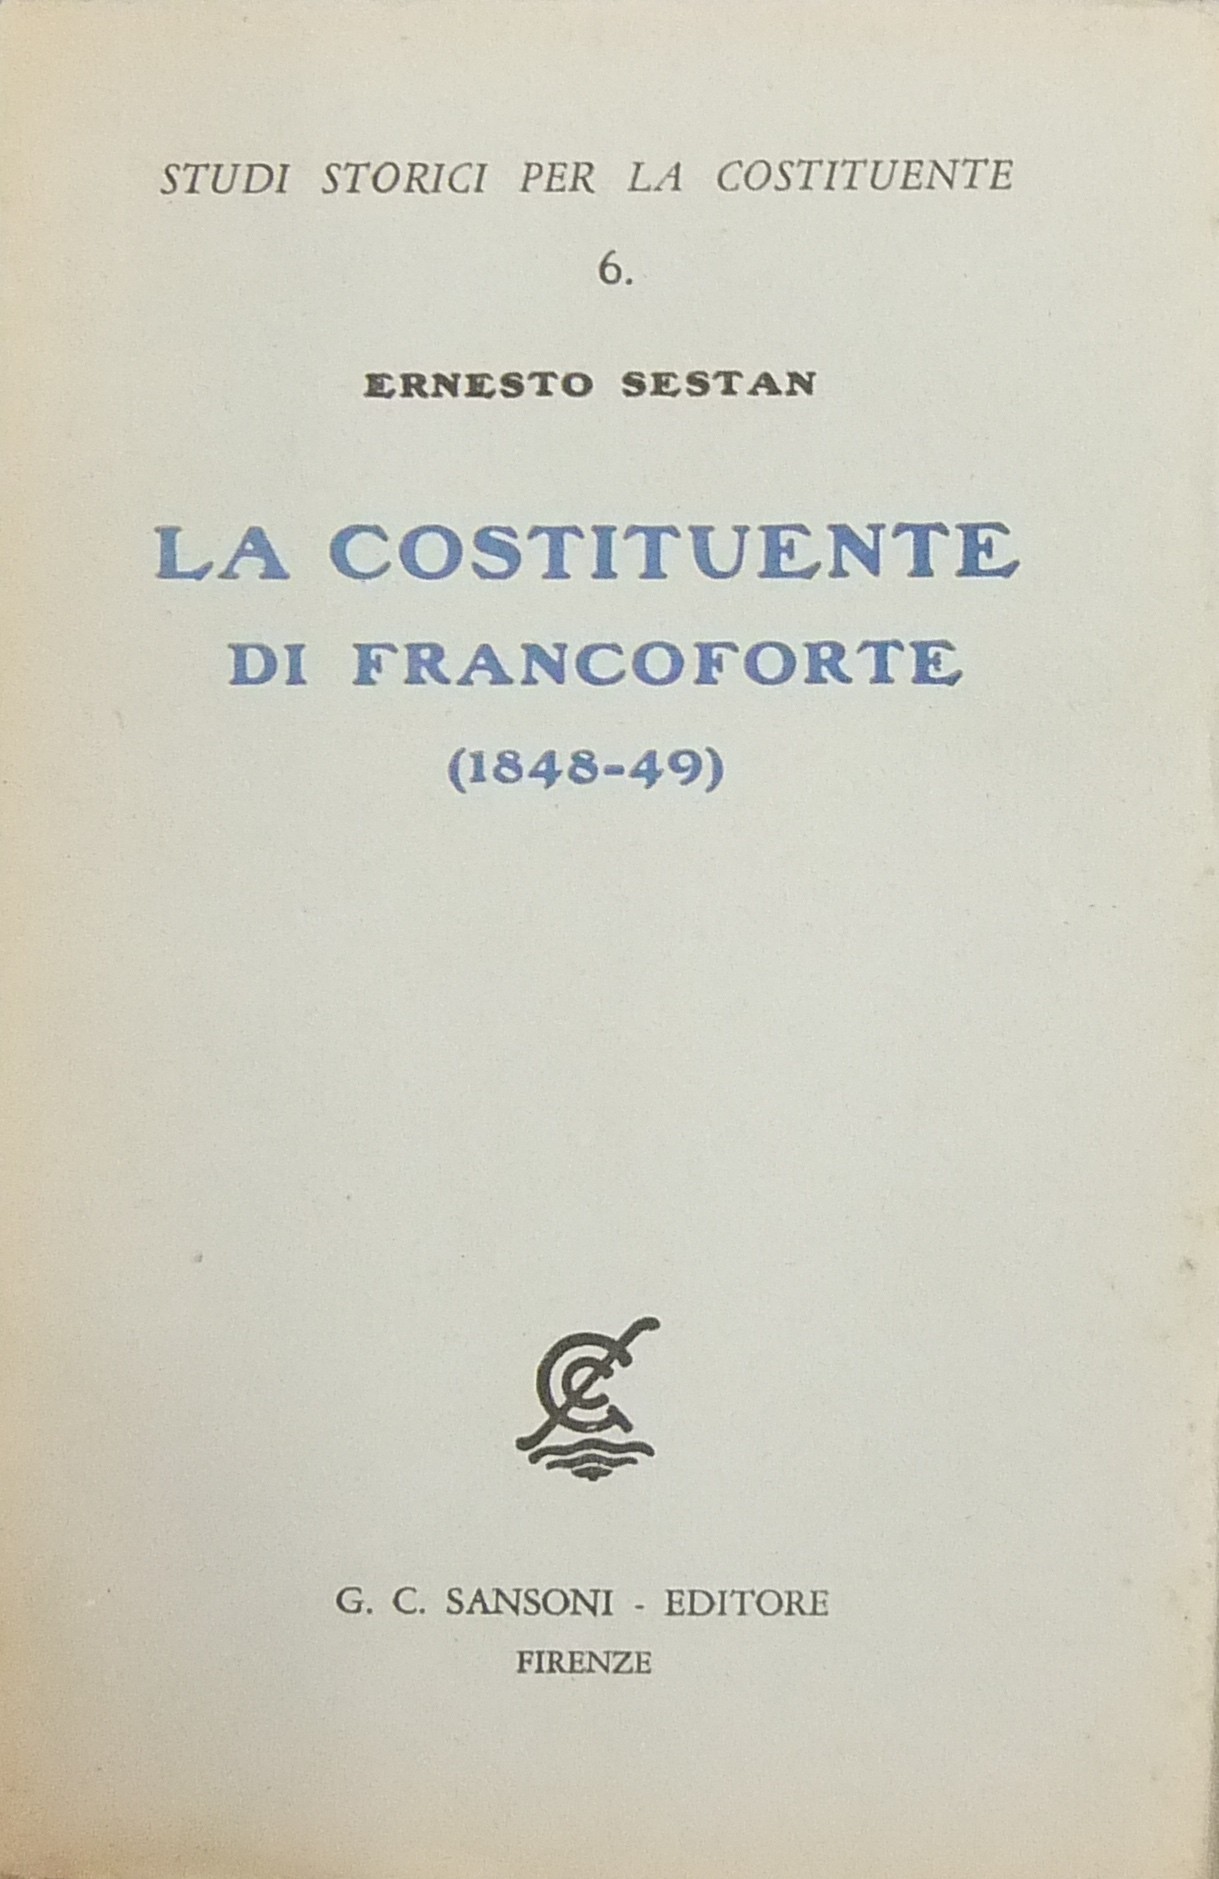 STUDI STORICI PER LA COSTITUENTE
6.
ERNESTO SESTAN
LA COSTITUENTE
DI FRANCOFORTE
(1848-49)
G. C. SANSONI - EDITORE
FIRENZE